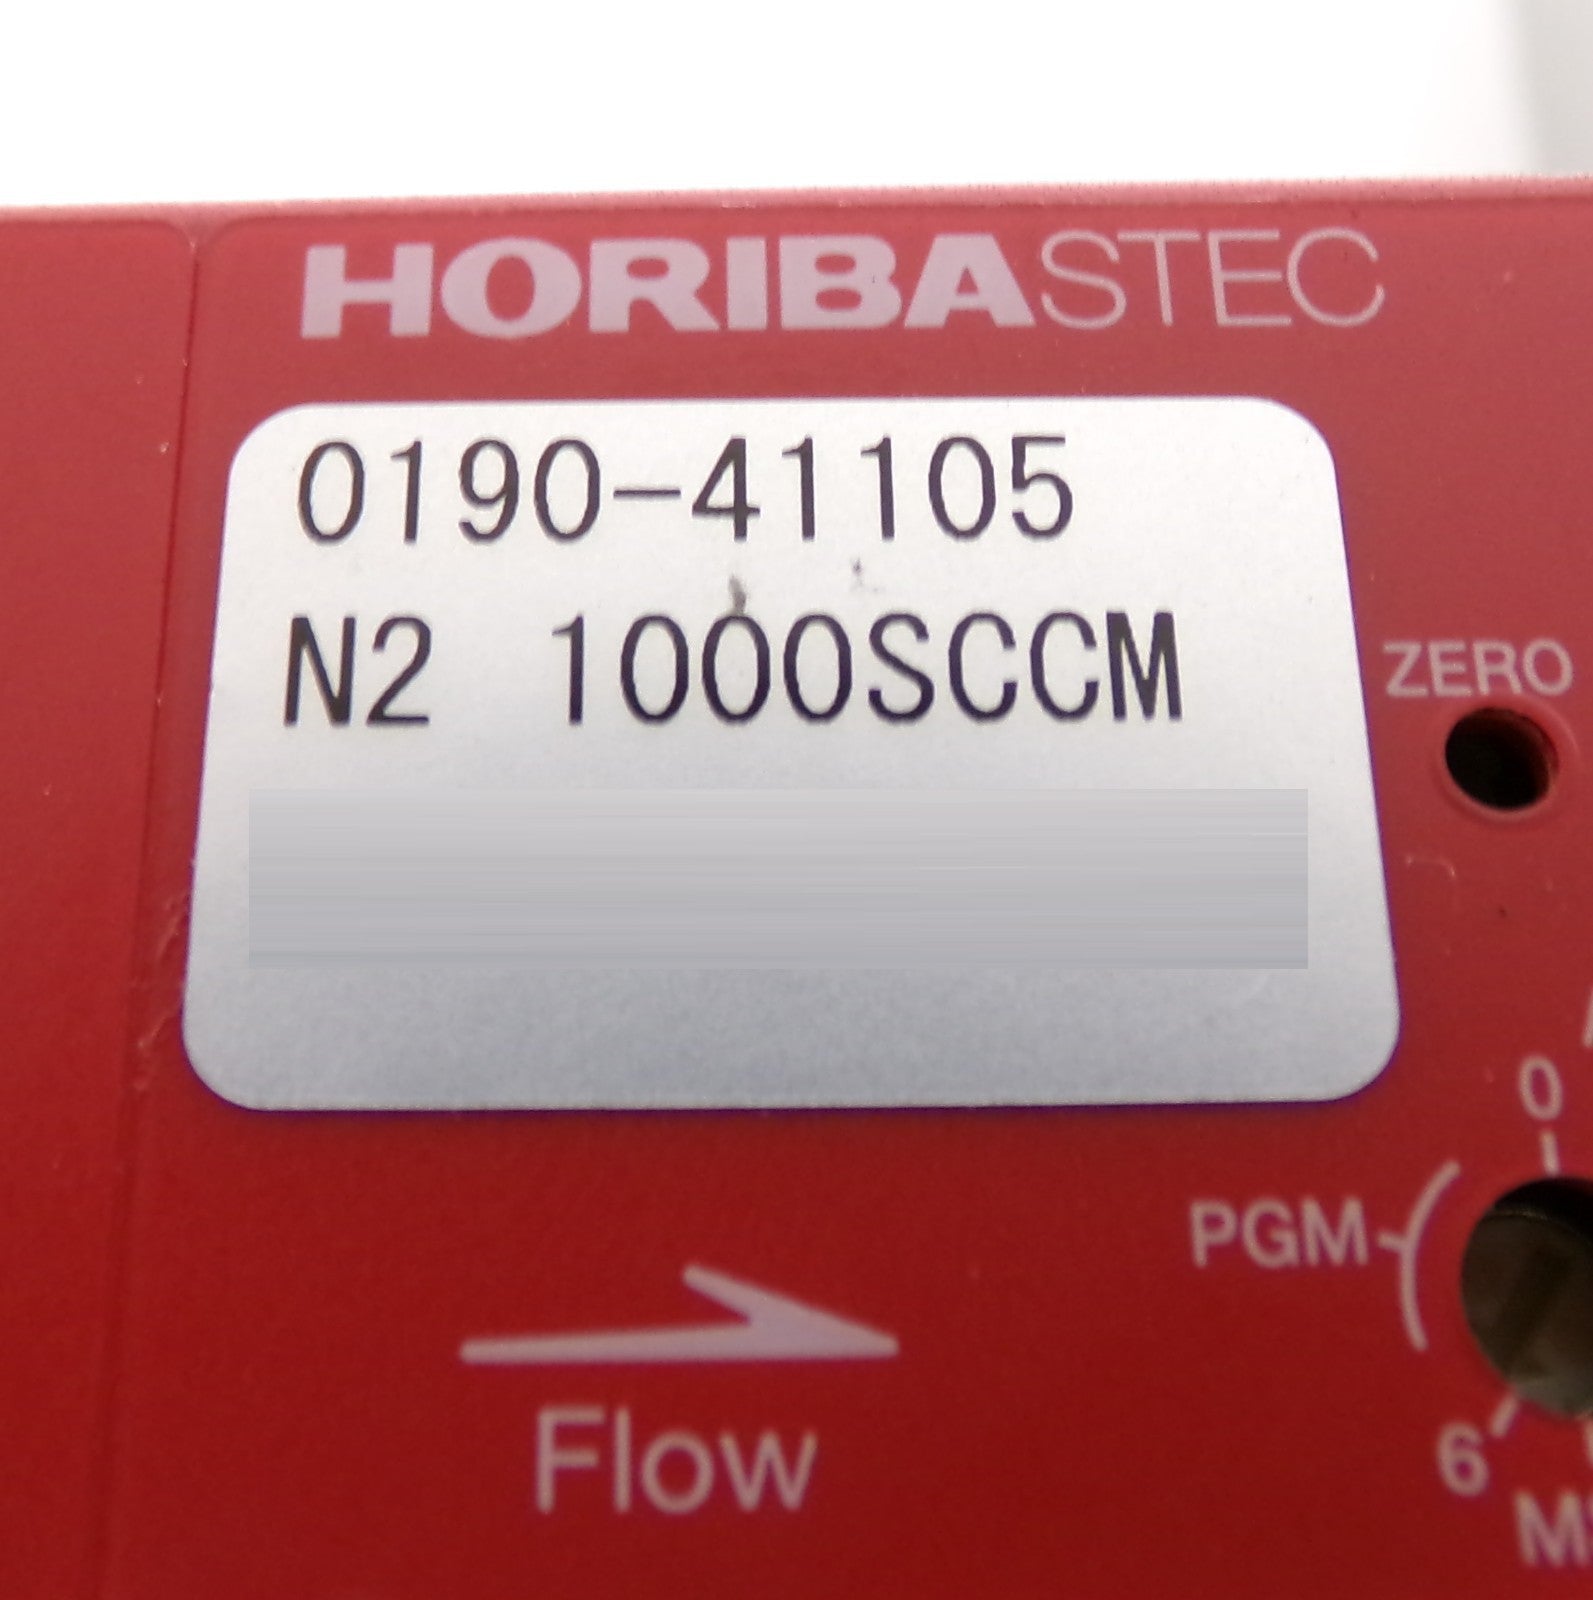 HORIBASTEC
0190-41105
N2 1000SCCM
ZERO
0
PGM
6
Flow